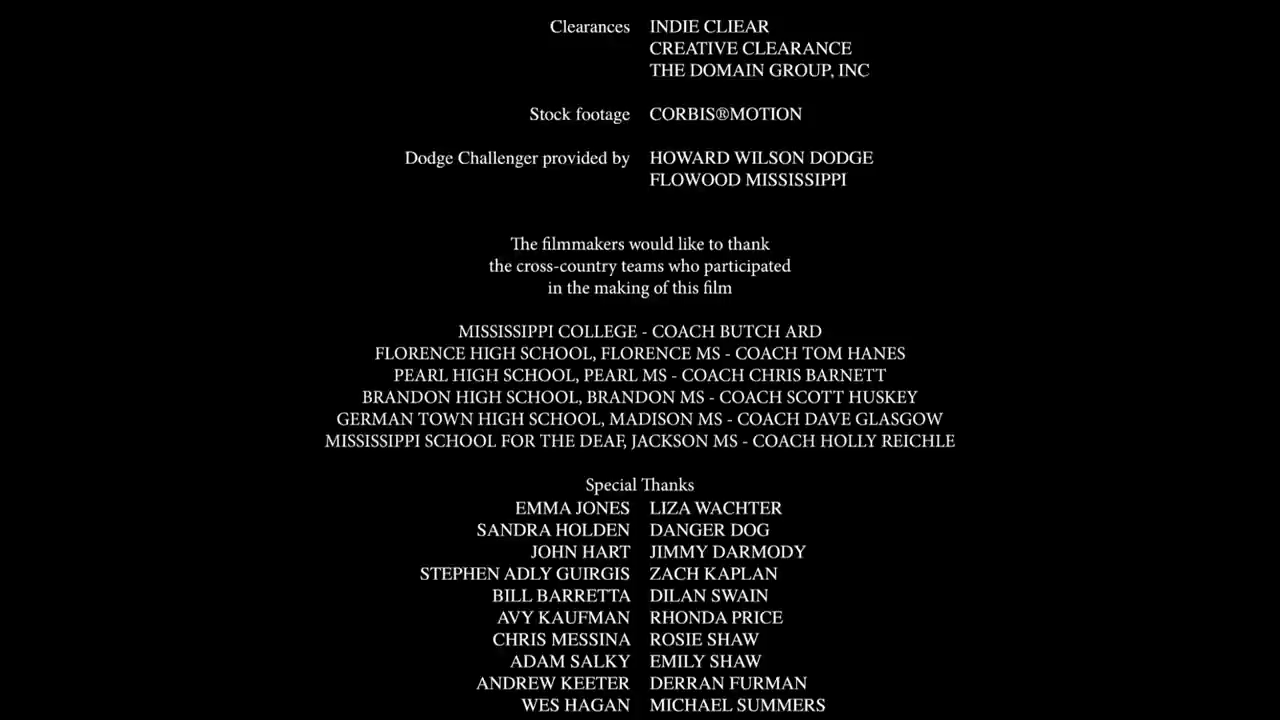 Clearances INDIE CLIEAR
CREATIVE CLEARANCE
THE DOMAIN GROUP, INC
Stock footage CORBIS®MOTION
Dodge Challenger provided by HOWARD WILSON DODGE
FLOWOOD MISSISSIPPI
The filmmakers would like to thank
the cross-country teams who participated
in the making of this film
MISSISSIPPI COLLEGE - COACH BUTCH ARD
FLORENCE HIGH SCHOOL, FLORENCE MS - COACH TOM HANES
PEARL HIGH SCHOOL, PEARL MS - COACH CHRIS BARNETT
BRANDON HIGH SCHOOL, BRANDON MS - COACH SCOTT HUSKEY
GERMAN TOWN HIGH SCHOOL, MADISON MS - COACH DAVE GLASGOW
MISSISSIPPI SCHOOL FOR THE DEAF, JACKSON MS - COACH HOLLY REICHLE
Special Thanks
EMMA JONES LIZA WACHTER
SANDRA HOLDEN DANGER DOG
JOHN HART JIMMY DARMODY
STEPHEN ADLY GUIRGIS ZACH KAPLAN
BILL BARRETTA DILAN SWAIN
AVY KAUFMAN RHONDA PRICE
CHRIS MESSINA ROSIE SHAW
ADAM SALKY EMILY SHAW
ANDREW KEETER DERRAN FURMAN
WES HAGAN MICHAEL SUMMERS